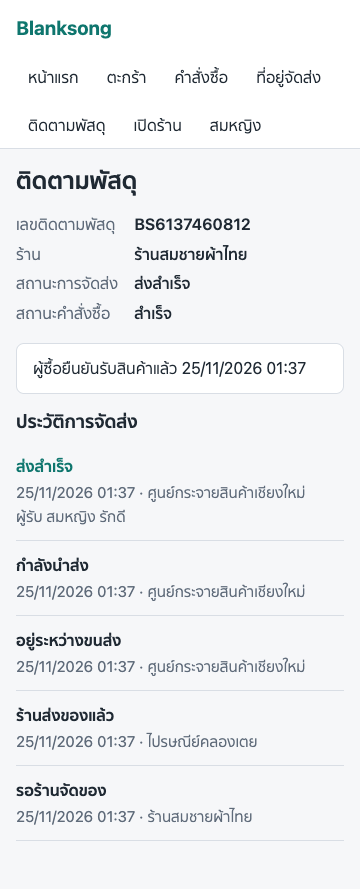 Blanksong
หน้าแรก ตะกร้า คำสั่งซื้อ ที่อยู่จัดส่ง
ติดตามพัสดุ เปิดร้าน สมหญิง
ติดตามพัสดุ
เลขติดตามพัสดุ BS6137460812
ร้าน ร้านสมชายผ้าไทย
สถานะการจัดส่ง ส่งสำเร็จ
สถานะคำสั่งซื้อ สำเร็จ
ผู้ซื้อยืนยันรับสินค้าแล้ว 25/11/2026 01:37
ประวัติการจัดส่ง
ส่งสำเร็จ
25/11/2026 01:37 · ศูนย์กระจายสินค้าเชียงใหม่
ผู้รับ สมหญิง รักดี
กำลังนำส่ง
25/11/2026 01:37 · ศูนย์กระจายสินค้าเชียงใหม่
อยู่ระหว่างขนส่ง
25/11/2026 01:37 · ศูนย์กระจายสินค้าเชียงใหม่
ร้านส่งของแล้ว
25/11/2026 01:37 · ไปรษณีย์คลองเตย
รอร้านจัดของ
25/11/2026 01:37 · ร้านสมชายผ้าไทย